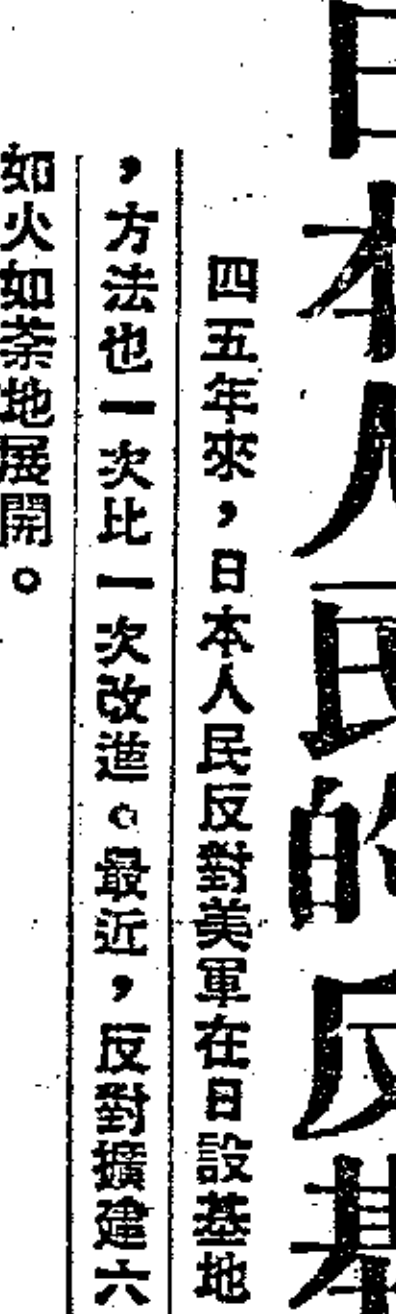 日本人民的反基
四五年來，日本人民反對美軍在日設基地
，方法也一次比一次改進。最近，反對擴建六
如火如荼地展開。